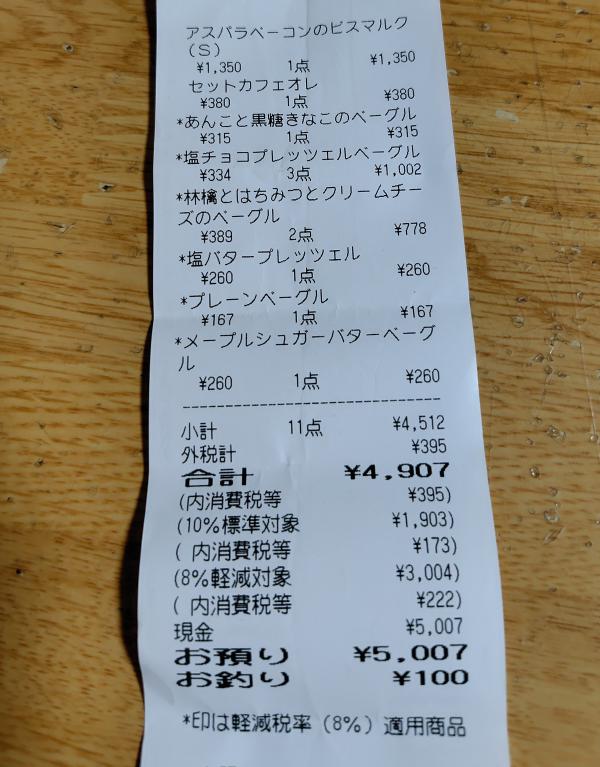 アスパラベーコンのビスマルク
(S)
¥1,350 1点 ¥1,350
セットカフェオレ
¥380 1点 ¥380
*あんこと黒糖きなこのベーグル
¥315 1点 ¥315
*塩チョコプレッツェルベーグル
¥334 3点 ¥1,002
*林檎とはちみつとクリームチー
ズのベーグル
¥389 2点 ¥778
*塩バタープレッツェル
¥260 1点 ¥260
*プレーンベーグル
¥167 1点 ¥167
*メープルシュガーバターベーグ
ル
¥260 1点 ¥260
小計 11点 ¥4,512
外税計 ¥395
合計 ¥4,907
(内消費税等 ¥395)
(10%標準対象 ¥1,903)
( 内消費税等 ¥173)
(8%軽減対象 ¥3,004)
( 内消費税等 ¥222)
現金 ¥5,007
お預り ¥5,007
お釣り ¥100
*印は軽減税率(8%)適用商品